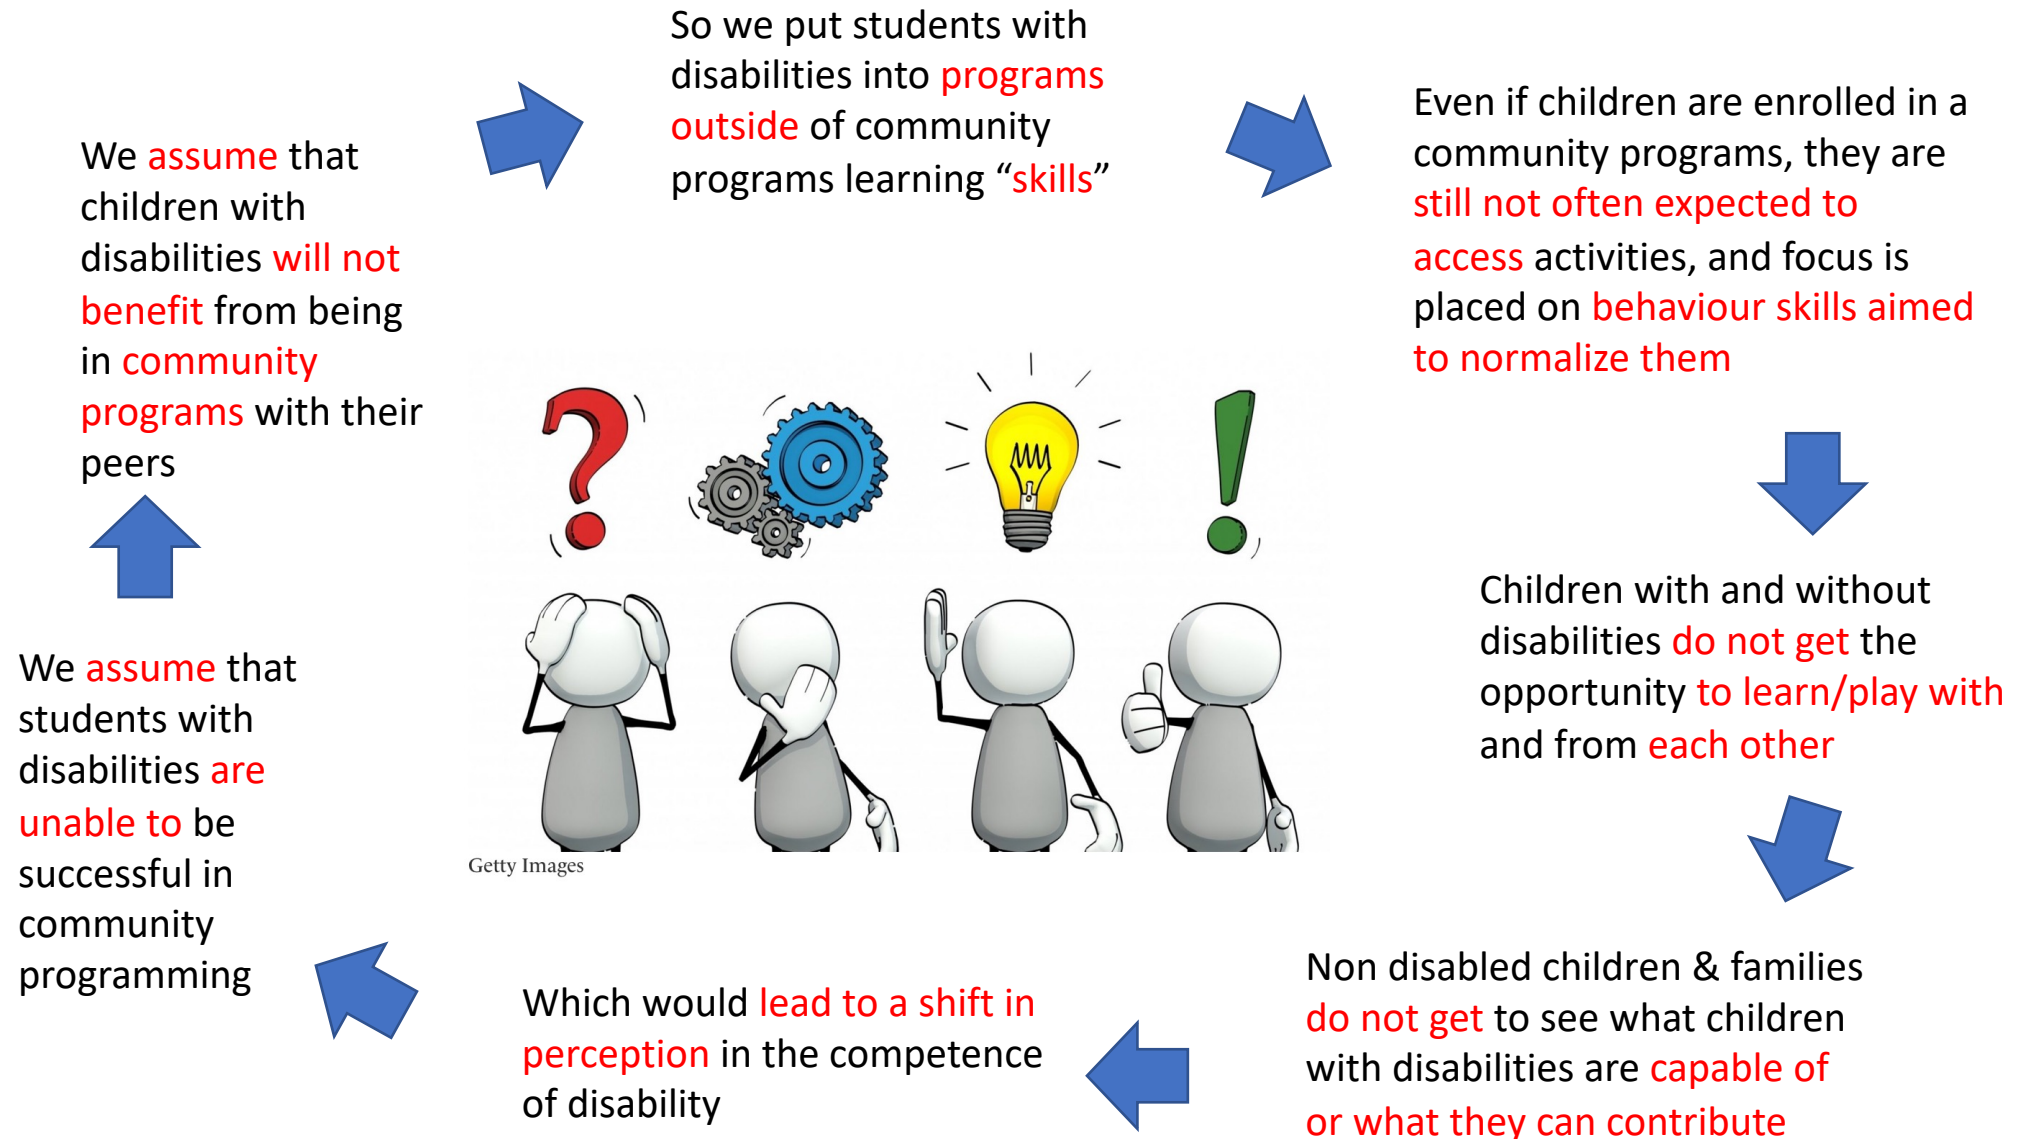 So we put students with
disabilities into programs
outside of community
programs learning “skills”
Even if children are enrolled in a
community programs, they are
still not often expected to
access activities, and focus is
placed on behaviour skills aimed
to normalize them
Children with and without
disabilities do not get the
opportunity to learn/play with
and from each other
Non disabled children & families
do not get to see what children
with disabilities are capable of
or what they can contribute
Which would lead to a shift in
perception in the competence
of disability
We assume that
students with
disabilities are
unable to be
successful in
community
programming
We assume that
children with
disabilities will not
benefit from being
in community
programs with their
peers
Getty Images